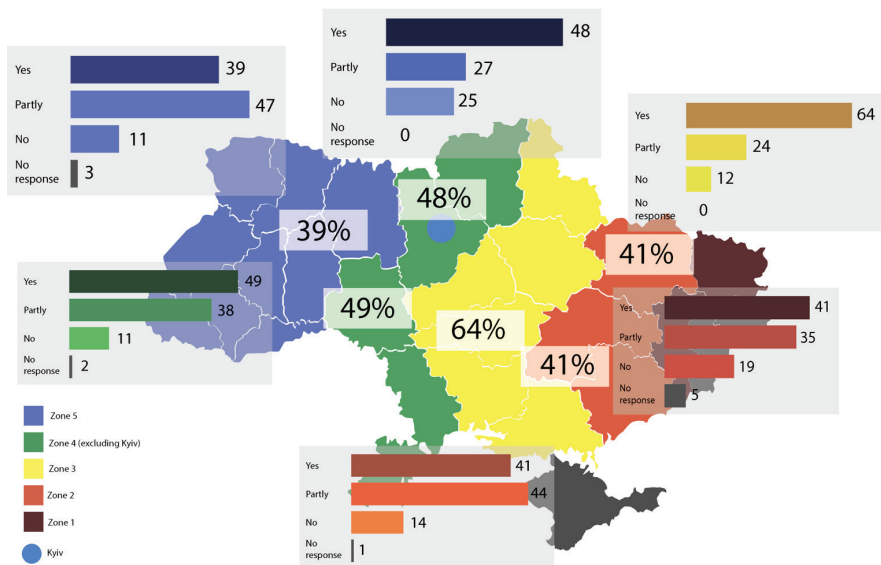 Yes 48
Partly 27
No 25
No
response 0
Yes 39
Partly 47
No 11
No
response 3
Yes 64
Partly 24
No 12
No
response 0
48%
39%
41%
Yes 49
Partly 38
No 11
No
response 2
49%
64%
41%
Yes 41
Partly 35
No 19
No
response 5
Zone 5
Zone 4 (excluding Kyiv)
Zone 3
Zone 2
Zone 1
Kyiv
Yes 41
Partly 44
No 14
No
response 1